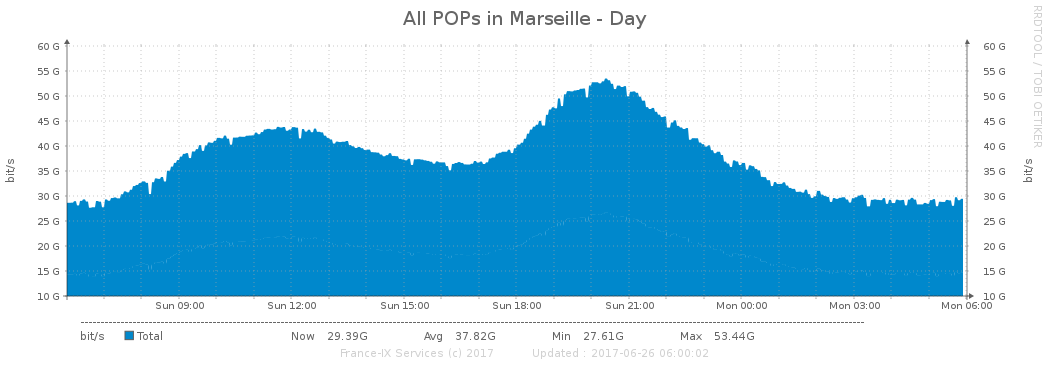 All POPs in Marseille - Day
RRDTOOL / TOBI OETIKER
60 G 60 G
55 G 55 G
50 G 50 G
45 G 45 G
40 G 40 G
35 G 35 G
30 G 30 G
25 G 25 G
20 G 20 G
15 G 15 G
10 G 10 G
bit/s
bit/s
Sun 09:00 Sun 12:00 Sun 15:00 Sun 18:00 Sun 21:00 Mon 00:00 Mon 03:00 Mon 06:00
bit/s Total Now 29.39G Avg 37.82G Min 27.61G Max 53.44G
France-IX Services (c) 2017 Updated : 2017-06-26 06:00:02